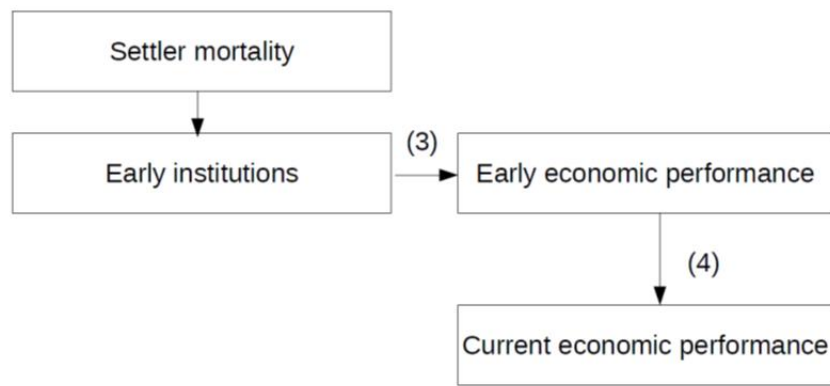 Settler mortality
Early institutions
(3)
Early economic performance
(4)
Current economic performance